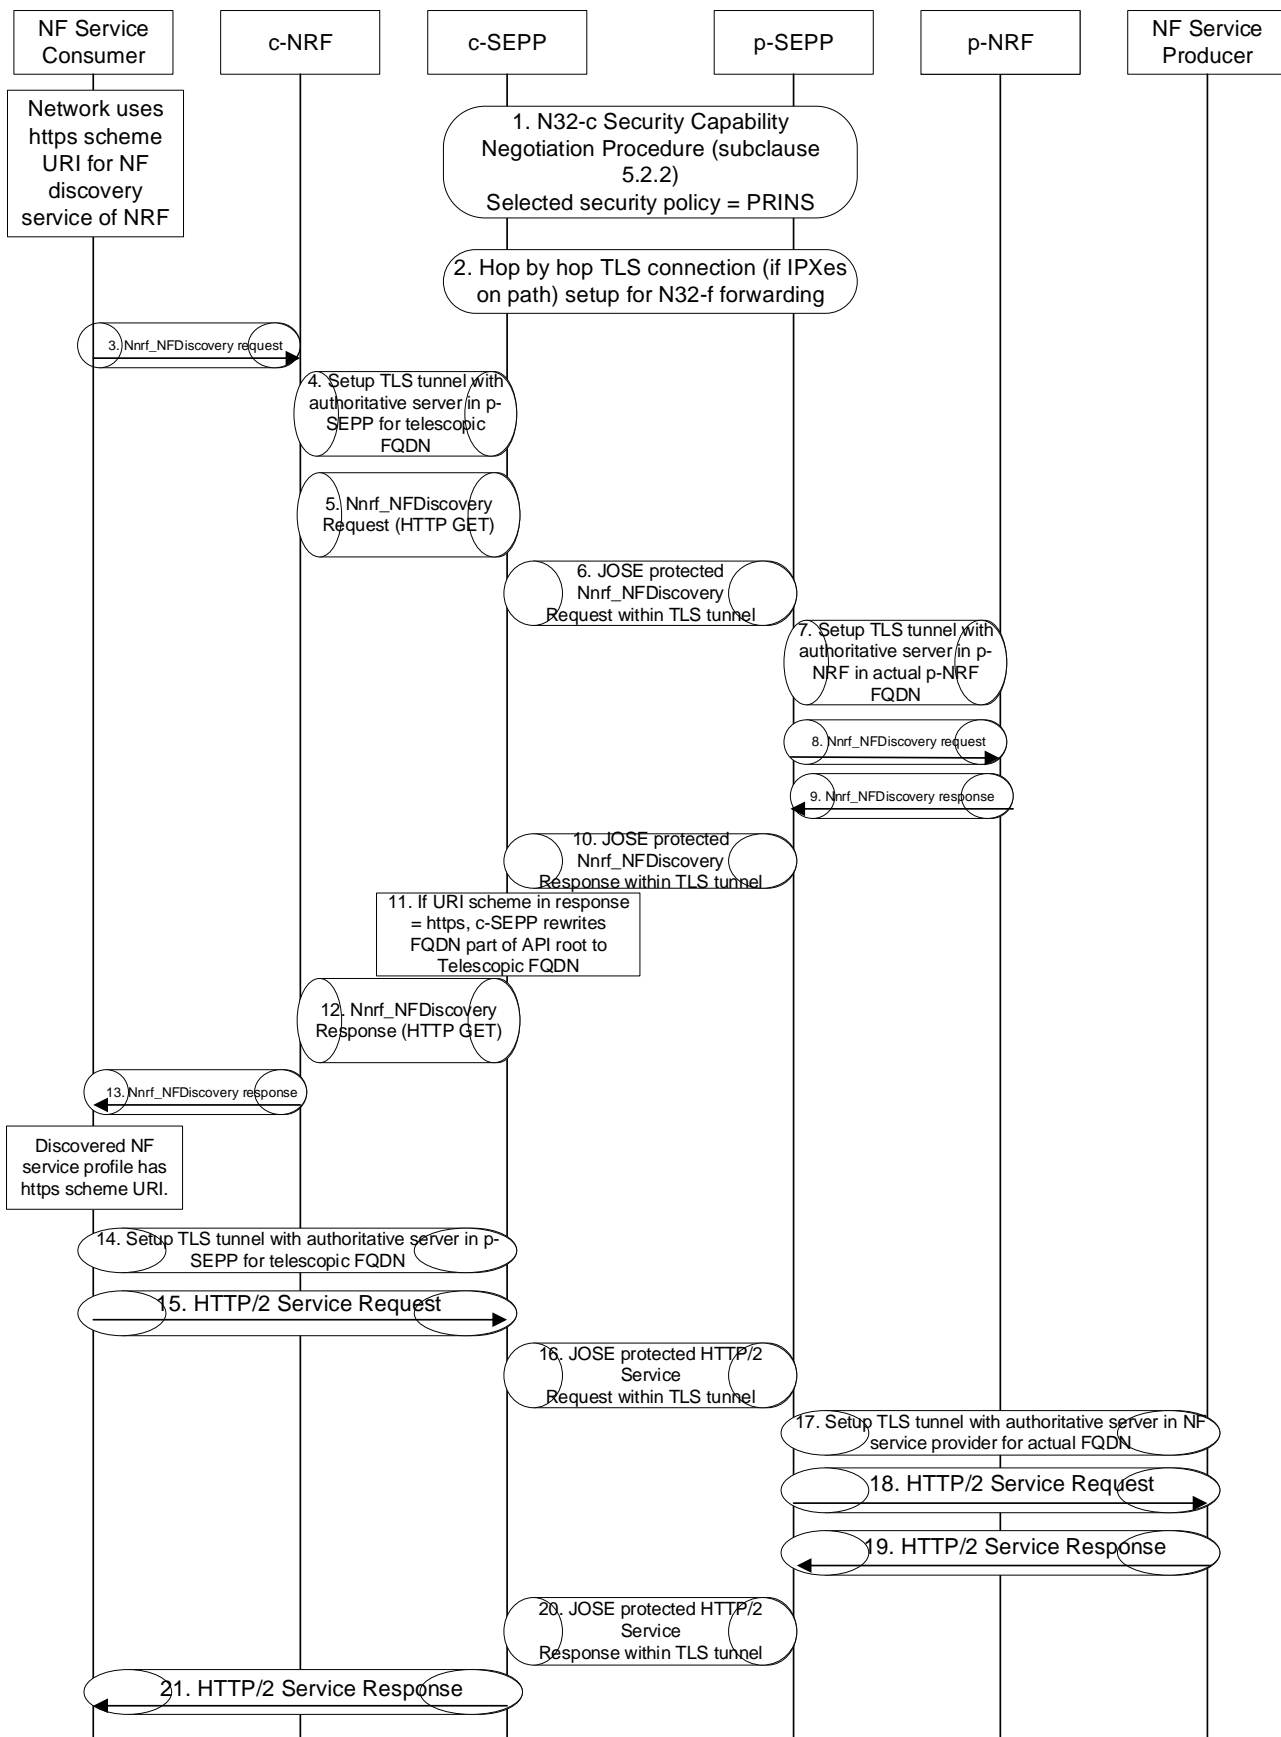 NF Service
Consumer
c-NRF
c-SEPP
p-SEPP
p-NRF
NF Service
Producer
Network uses
https scheme
URI for NF
discovery
service of NRF
1. N32-c Security Capability
Negotiation Procedure (subclause
5.2.2)
Selected security policy = PRINS
2. Hop by hop TLS connection (if IPXes
on path) setup for N32-f forwarding
3. Nnrf_NFDiscovery request
4. Setup TLS tunnel with
authoritative server in p-
SEPP for telescopic
FQDN
5. Nnrf_NFDiscovery
Request (HTTP GET)
6. JOSE protected
Nnrf_NFDiscovery
Request within TLS tunnel
7. Setup TLS tunnel with
authoritative server in p-
NRF in actual p-NRF
FQDN
8. Nnrf_NFDiscovery request
9. Nnrf_NFDiscovery response
10. JOSE protected
Nnrf_NFDiscovery
Response within TLS tunnel
11. If URI scheme in response
= https, c-SEPP rewrites
FQDN part of API root to
Telescopic FQDN
12. Nnrf_NFDiscovery
Response (HTTP GET)
13. Nnrf_NFDiscovery response
Discovered NF
service profile has
https scheme URI.
14. Setup TLS tunnel with authoritative server in p-
SEPP for telescopic FQDN
15. HTTP/2 Service Request
16. JOSE protected HTTP/2
Service
Request within TLS tunnel
17. Setup TLS tunnel with authoritative server in NF
service provider for actual FQDN
18. HTTP/2 Service Request
19. HTTP/2 Service Response
20. JOSE protected HTTP/2
Service
Response within TLS tunnel
21. HTTP/2 Service Response